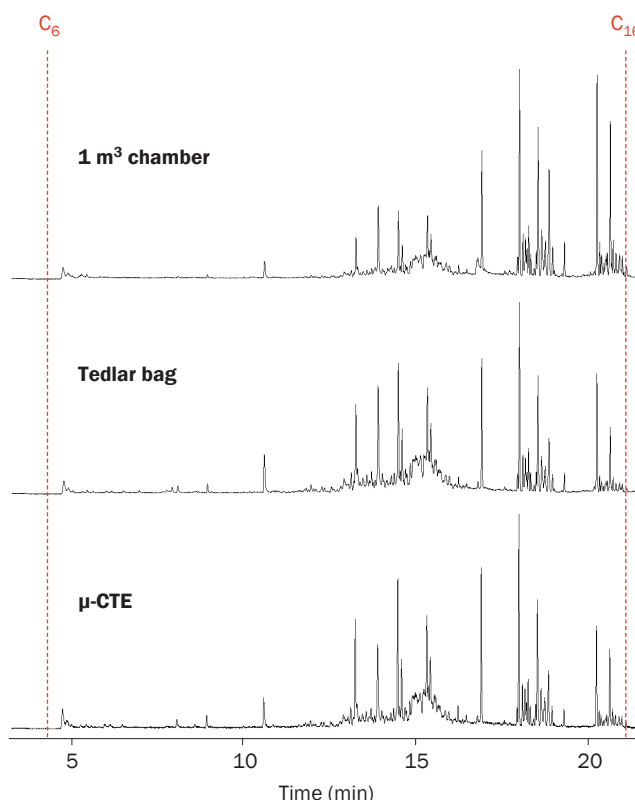 C₆ C₁₆
1 m³ chamber
Tedlar bag
µ-CTE
5 10 15 20
Time (min)